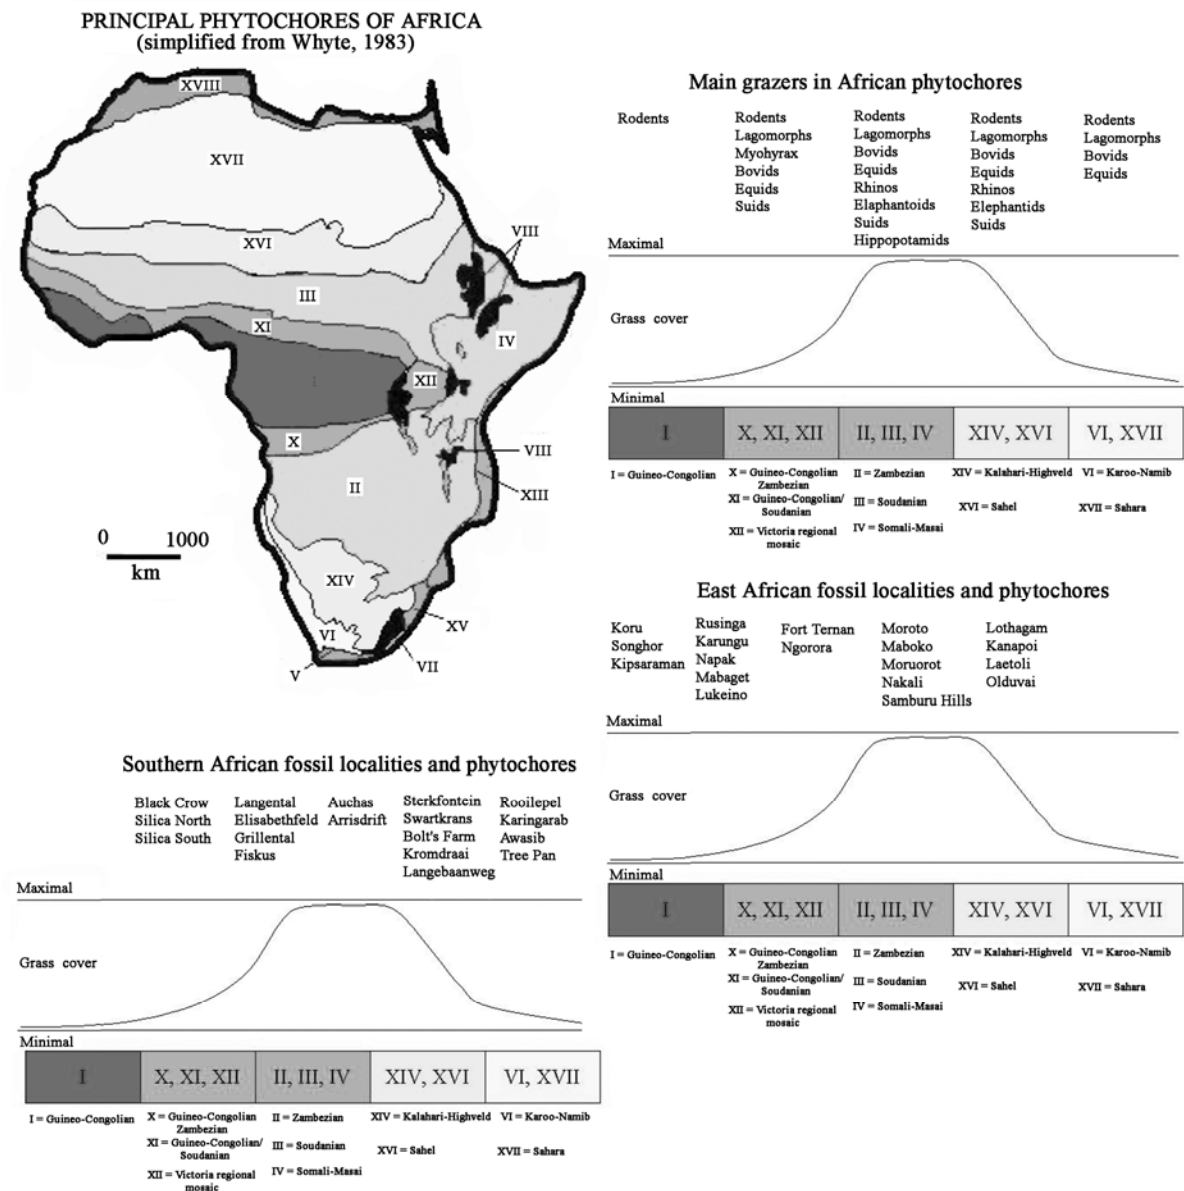 PRINCIPAL PHYTOCHORES OF AFRICA
(simplified from Whyte, 1983)
XVIII
XVII
XVI
VIII
III
XI
IV
I
XII
X
VIII
II
XIII
0 1000
km
XIV
VI
XV
VII
V
Main grazers in African phytochores
Rodents
Rodents
Lagomorphs
Myohyrax
Bovids
Equids
Suids
Rodents
Lagomorphs
Bovids
Equids
Rhinos
Elaphantoids
Suids
Hippopotamids
Rodents
Lagomorphs
Bovids
Equids
Rhinos
Elephantids
Suids
Rodents
Lagomorphs
Bovids
Equids
Maximal
Grass cover
Minimal
I
X, XI, XII
II, III, IV
XIV, XVI
VI, XVII
I = Guineo-Congolian
X = Guineo-Congolian
Zambezian
XI = Guineo-Congolian/
Soudanian
XII = Victoria regional
mosaic
II = Zambezian
III = Soudanian
IV = Somali-Masai
XIV = Kalahari-Highveld
XVI = Sahel
VI = Karoo-Namib
XVII = Sahara
East African fossil localities and phytochores
Koru
Songhor
Kipsaraman
Rusinga
Karungu
Napak
Mabaget
Lukeino
Fort Ternan
Ngorora
Moroto
Maboko
Moruorot
Nakali
Samburu Hills
Lothagam
Kanapoi
Laetoli
Olduvai
Maximal
Grass cover
Minimal
I
X, XI, XII
II, III, IV
XIV, XVI
VI, XVII
I = Guineo-Congolian
X = Guineo-Congolian
Zambezian
XI = Guineo-Congolian/
Soudanian
XII = Victoria regional
mosaic
II = Zambezian
III = Soudanian
IV = Somali-Masai
XIV = Kalahari-Highveld
XVI = Sahel
VI = Karoo-Namib
XVII = Sahara
Southern African fossil localities and phytochores
Black Crow
Silica North
Silica South
Langental
Elisabethfeld
Grillental
Fiskus
Auchas
Arrisdrift
Sterkfontein
Swartkrans
Bolt's Farm
Kromdraai
Langebaanweg
Rooilepel
Karingarab
Awasib
Tree Pan
Maximal
Grass cover
Minimal
I
X, XI, XII
II, III, IV
XIV, XVI
VI, XVII
I = Guineo-Congolian
X = Guineo-Congolian
Zambezian
XI = Guineo-Congolian/
Soudanian
XII = Victoria regional
mosaic
II = Zambezian
III = Soudanian
IV = Somali-Masai
XIV = Kalahari-Highveld
XVI = Sahel
VI = Karoo-Namib
XVII = Sahara